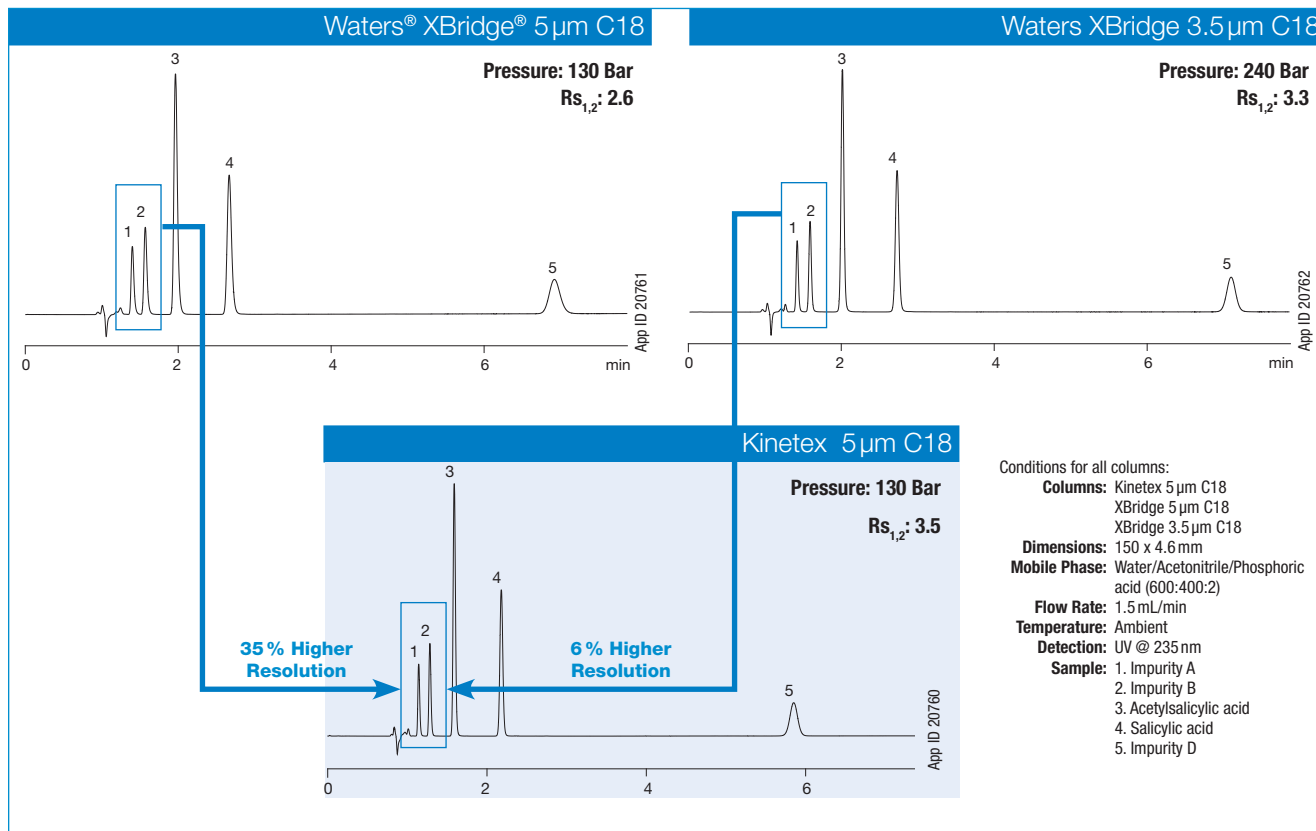 Waters® XBridge® 5 µm C18
Pressure: 130 Bar
Rs1,2: 2.6
3
4
2
1
5
App ID 20761
0
2
4
6
min
Waters XBridge 3.5 µm C18
Pressure: 240 Bar
Rs1,2: 3.3
3
4
2
1
5
App ID 20762
0
2
4
6
min
Kinetex 5 µm C18
Pressure: 130 Bar
Rs1,2: 3.5
3
4
2
1
5
App ID 20760
0
2
4
6
35 % Higher
Resolution
6 % Higher
Resolution
Conditions for all columns:
Columns: Kinetex 5 µm C18
XBridge 5 µm C18
XBridge 3.5 µm C18
Dimensions: 150 x 4.6 mm
Mobile Phase: Water/Acetonitrile/Phosphoric
acid (600:400:2)
Flow Rate: 1.5 mL/min
Temperature: Ambient
Detection: UV @ 235 nm
Sample: 1. Impurity A
2. Impurity B
3. Acetylsalicylic acid
4. Salicylic acid
5. Impurity D